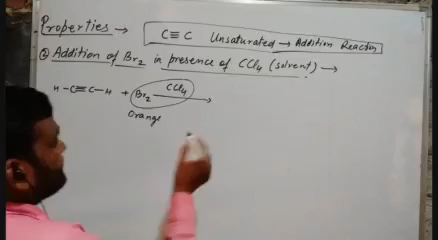 Properties →
C≡C Unsaturated → Addition Reaction
② Addition of Br₂ in presence of CCl₄ (solvent) →
H-C≡C-H + Br₂ CCl₄ →
Orange